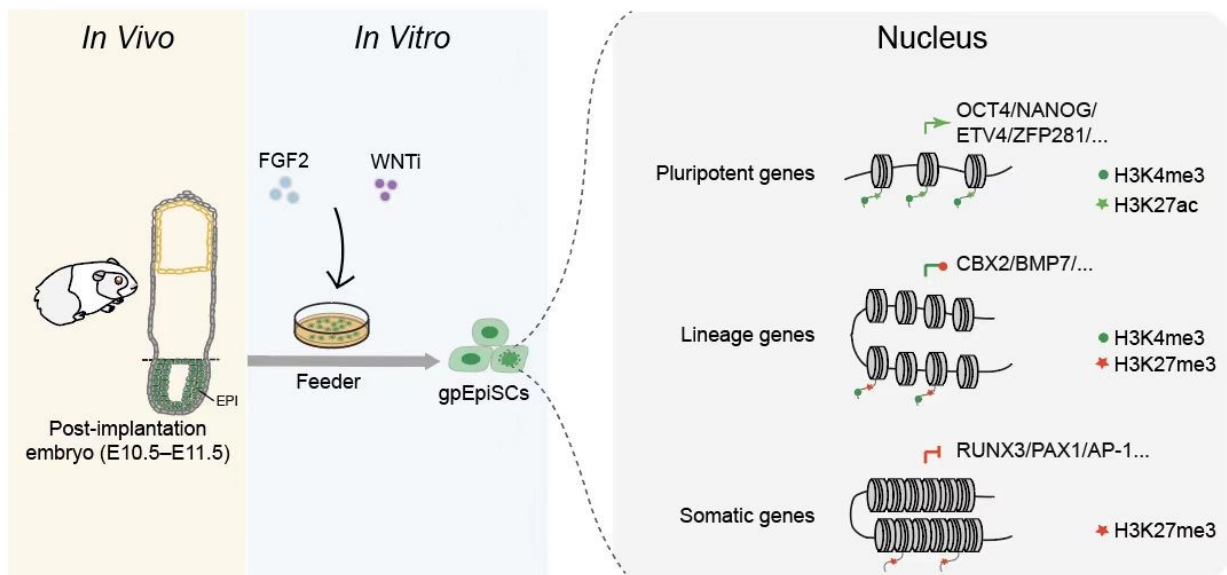 In Vivo
EPI
Post-implantation
embryo (E10.5–E11.5)
In Vitro
FGF2
WNTi
Feeder
gpEpiSCs
Nucleus
OCT4/NANOG/
ETV4/ZFP281/...
Pluripotent genes
H3K4me3
H3K27ac
CBX2/BMP7/...
Lineage genes
H3K4me3
H3K27me3
RUNX3/PAX1/AP-1...
Somatic genes
H3K27me3